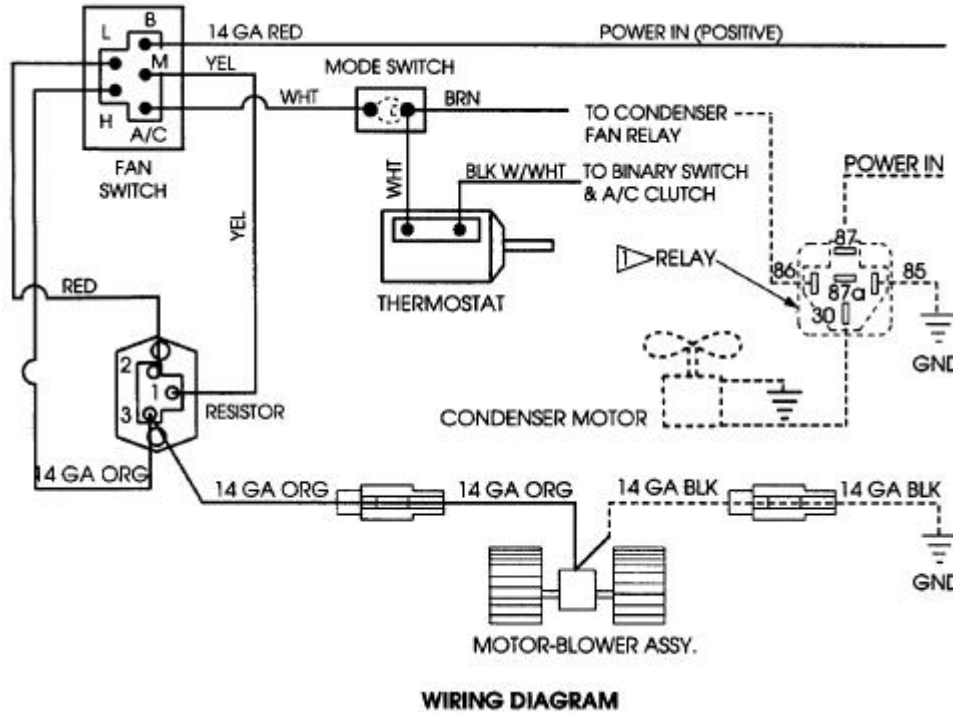 B
L
14 GA RED
POWER IN (POSITIVE)
M
YEL
MODE SWITCH
WHT
BRN
H
A/C
TO CONDENSER
FAN RELAY
FAN
SWITCH
WHT
BLK W/WHT
TO BINARY SWITCH
& A/C CLUTCH
POWER IN
YEL
87
1
RELAY
86
85
87a
30
THERMOSTAT
RED
GND
2
1
3
RESISTOR
CONDENSER MOTOR
14 GA ORG
14 GA ORG
14 GA ORG
14 GA BLK
14 GA BLK
GND
MOTOR-BLOWER ASSY.
WIRING DIAGRAM